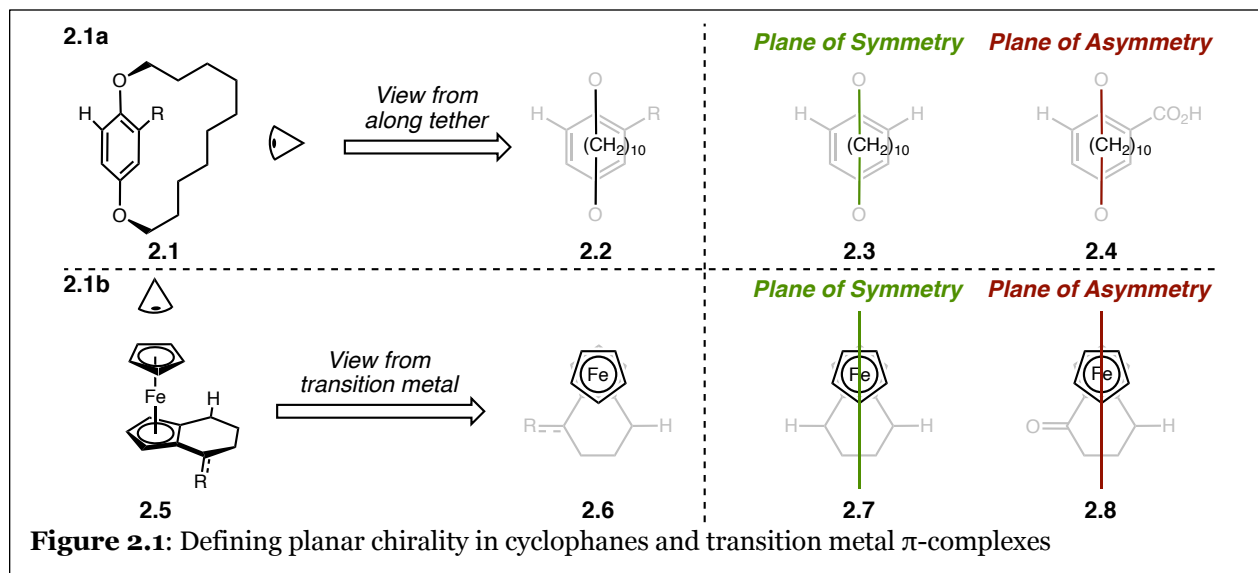 2.1a
Plane of Symmetry
Plane of Asymmetry
O
H
R
O
2.1
View from
along tether
O
H
R
(CH2)10
O
2.2
O
H
H
(CH2)10
O
2.3
O
H
CO2H
(CH2)10
O
2.4
2.1b
Plane of Symmetry
Plane of Asymmetry
Fe
H
R
2.5
View from
transition metal
Fe
R
H
2.6
Fe
H
H
2.7
Fe
O
H
2.8
Figure 2.1: Defining planar chirality in cyclophanes and transition metal π-complexes